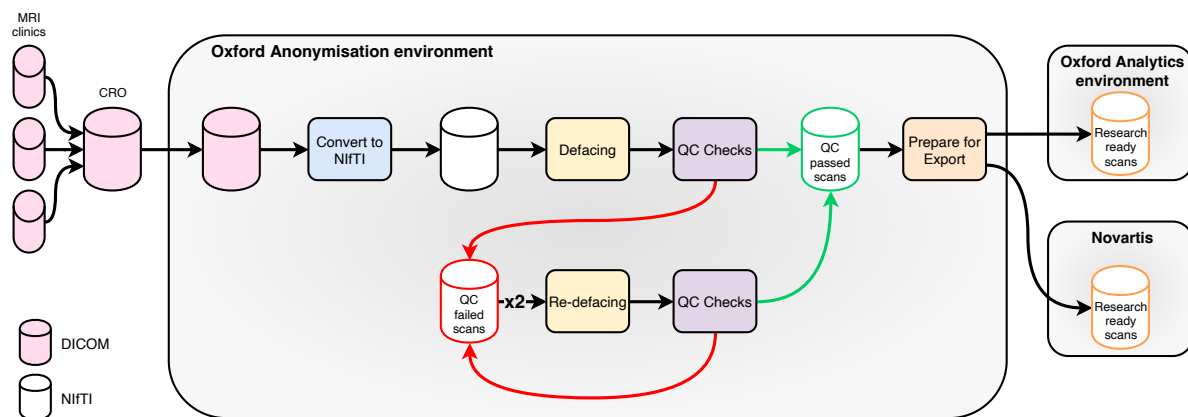 MRI
clinics
CRO
Oxford Anonymisation environment
Convert to
NIfTI
Defacing
QC Checks
QC
passed
scans
Prepare for
Export
Oxford Analytics
environment
Research
ready
scans
QC
failed
scans
x2
Re-defacing
QC Checks
Novartis
Research
ready
scans
DICOM
NIfTI